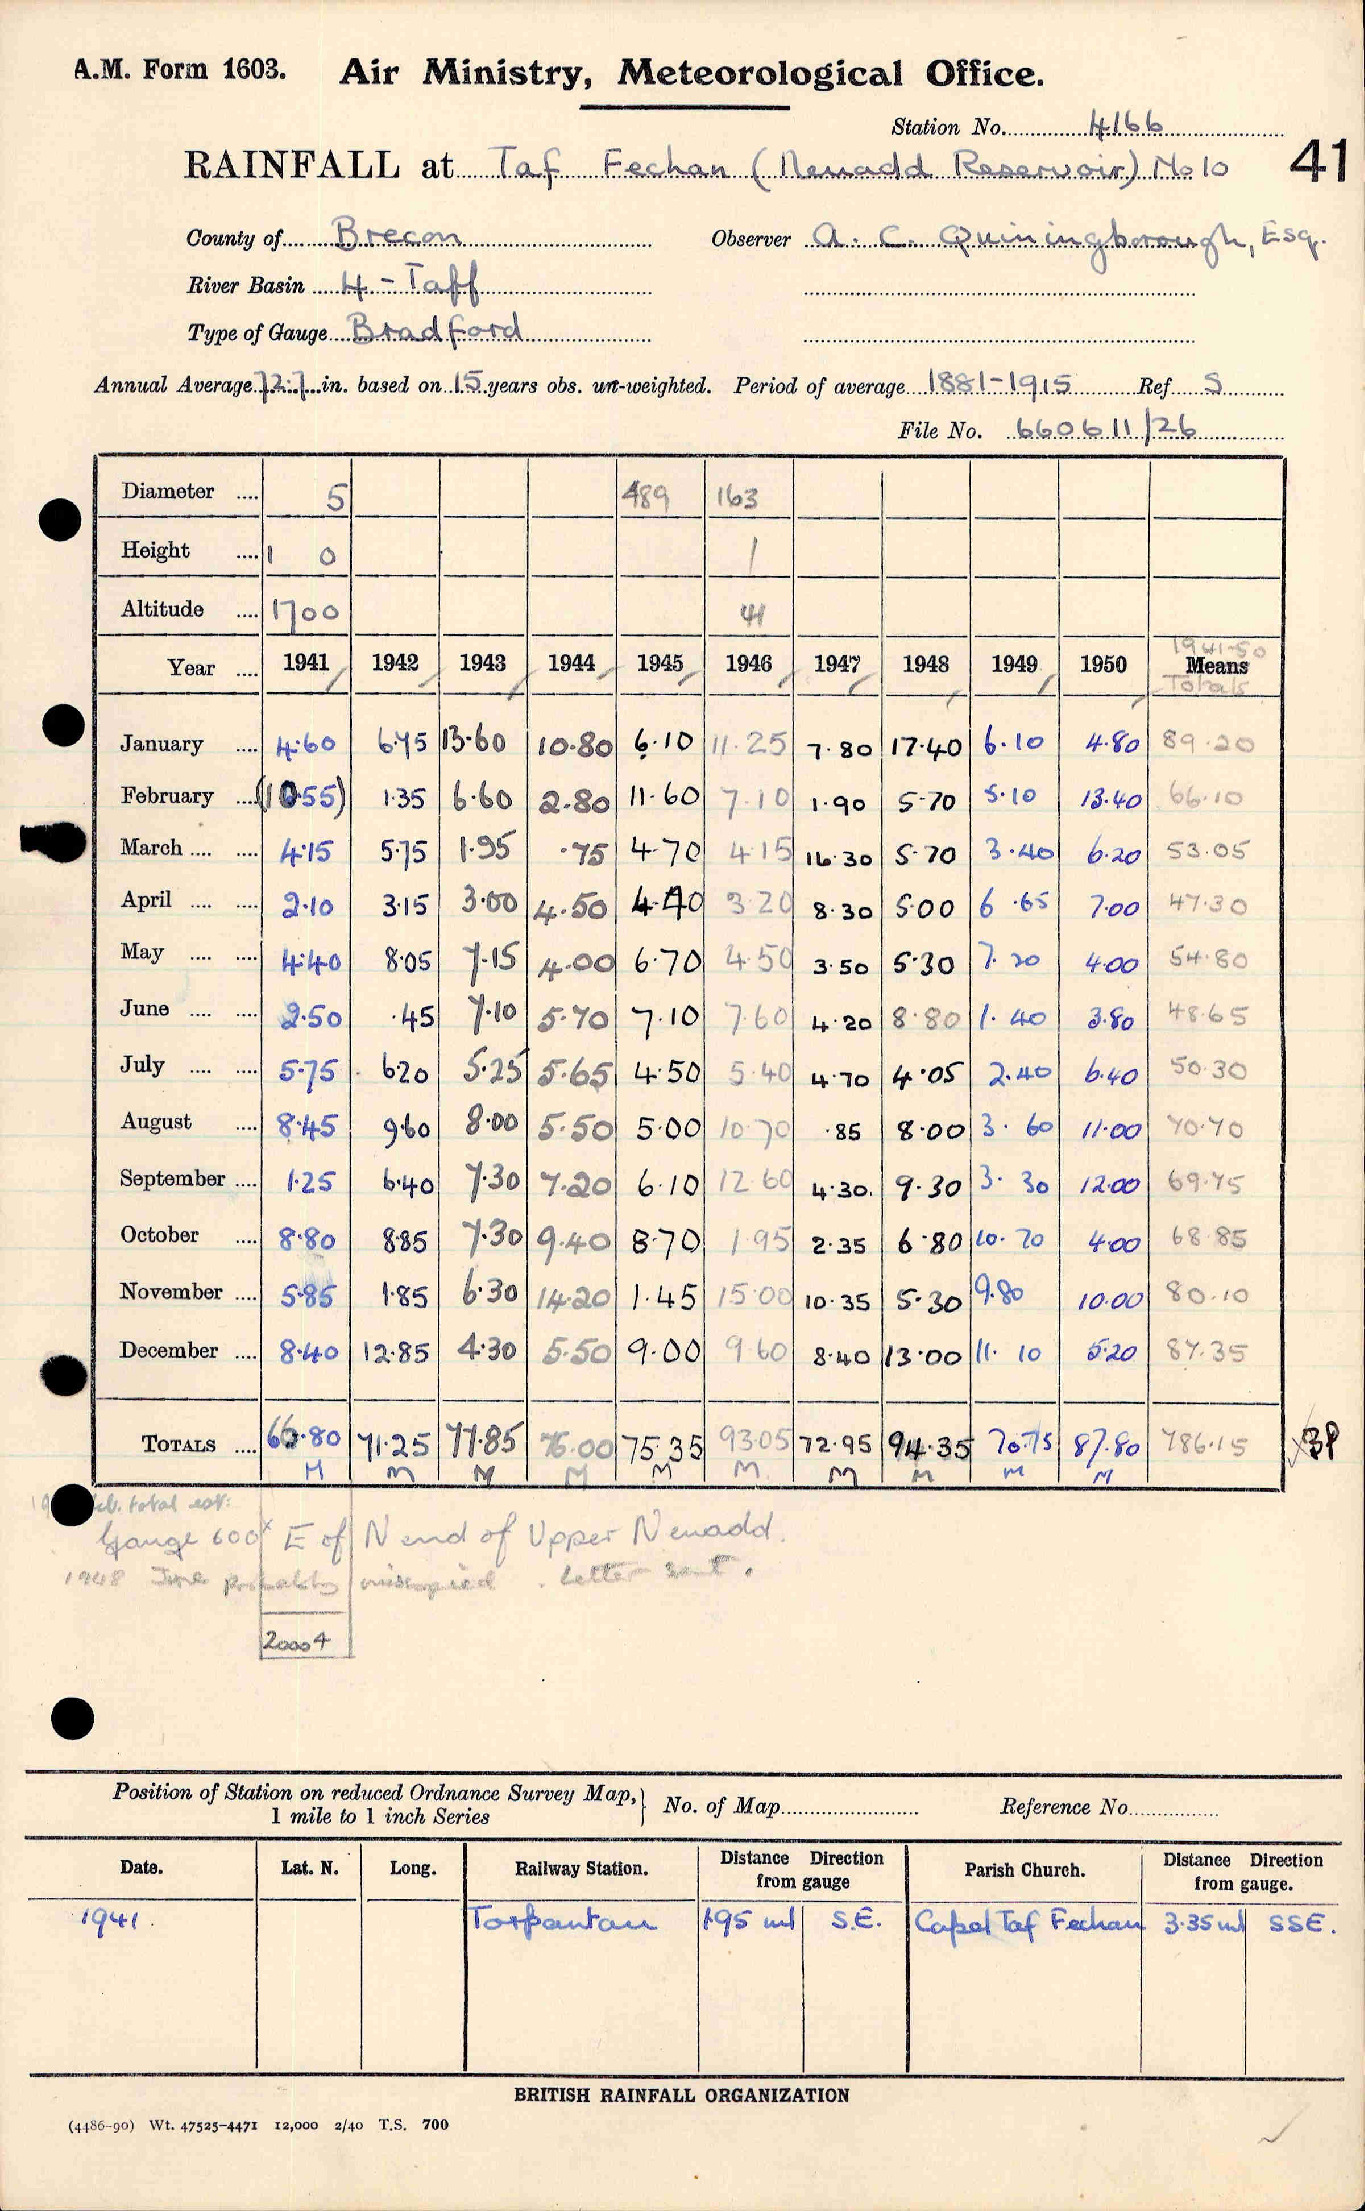 A.M. Form 1603. Air Ministry, Meteorological Office.
Station No. 4166
RAINFALL at Taf Fechan (Neuadd Reservoir) No 10
41
County of Brecon Observer A. C. Quiningborough, Esq.
River Basin 4 - Taff
Type of Gauge Bradford
Annual Average 72.7 in. based on 15 years obs. un-weighted. Period of average 1881-1915 Ref S
File No. 660611/26
Diameter .... 5 489 163
Height .... 1 0 1
Altitude .... 1700 41
1941-50
Year .... 1941 1942 1943 1944 1945 1946 1947 1948 1949 1950 Means
Totals
January .... 4.60 6.45 13.60 10.80 6.10 11.25 7.80 17.40 6.10 4.80 89.20
February .... (10.55) 1.35 6.60 2.80 11.60 7.10 1.90 5.70 5.10 13.40 66.10
March .... .... 4.15 5.75 1.95 .75 4.70 4.15 16.30 5.70 3.40 6.20 53.05
April .... .... 2.10 3.15 3.00 4.50 4.40 3.20 8.30 5.00 6.65 7.00 47.30
May .... .... 4.40 8.05 7.15 4.00 6.70 4.50 3.50 5.30 7.20 4.00 54.80
June .... .... 2.50 .45 7.10 5.70 7.10 7.60 4.20 8.80 1.40 3.80 48.65
July .... .... 5.75 6.20 5.25 5.65 4.50 5.40 4.70 4.05 2.40 6.40 50.30
August .... 8.45 9.60 8.00 5.50 5.00 10.70 .85 8.00 3.60 11.00 70.70
September .... 1.25 6.40 7.30 7.20 6.10 12.60 4.30. 9.30 3.30 12.00 69.75
October .... 8.80 8.85 7.30 9.40 8.70 1.95 2.35 6.80 10.70 4.00 68.85
November .... 5.85 1.85 6.30 14.20 1.45 15.00 10.35 5.30 9.80 10.00 80.10
December .... 8.40 12.85 4.30 5.50 9.00 9.60 8.40 13.00 11.10 5.20 87.35
TOTALS .... 66.80 71.25 77.85 76.00 75.35 93.05 72.95 94.35 70.75 87.80 786.15
M M M M M M M M M M
total est:
Gauge 600x E of N end of Upper Neuadd.
1948 June probably miscopied. Letter sent.
20004
Position of Station on reduced Ordnance Survey Map, 1 mile to 1 inch Series } No. of Map Reference No.
Date. Lat. N. Long. Railway Station. Distance Direction from gauge Parish Church. Distance Direction from gauge.
1941. Torpantau 1.95 ml S.E. Capel Taf Fechan 3.35 ml SSE.
BRITISH RAINFALL ORGANIZATION
(4486-90) Wt. 47525-4471 12,000 2/40 T.S. 700